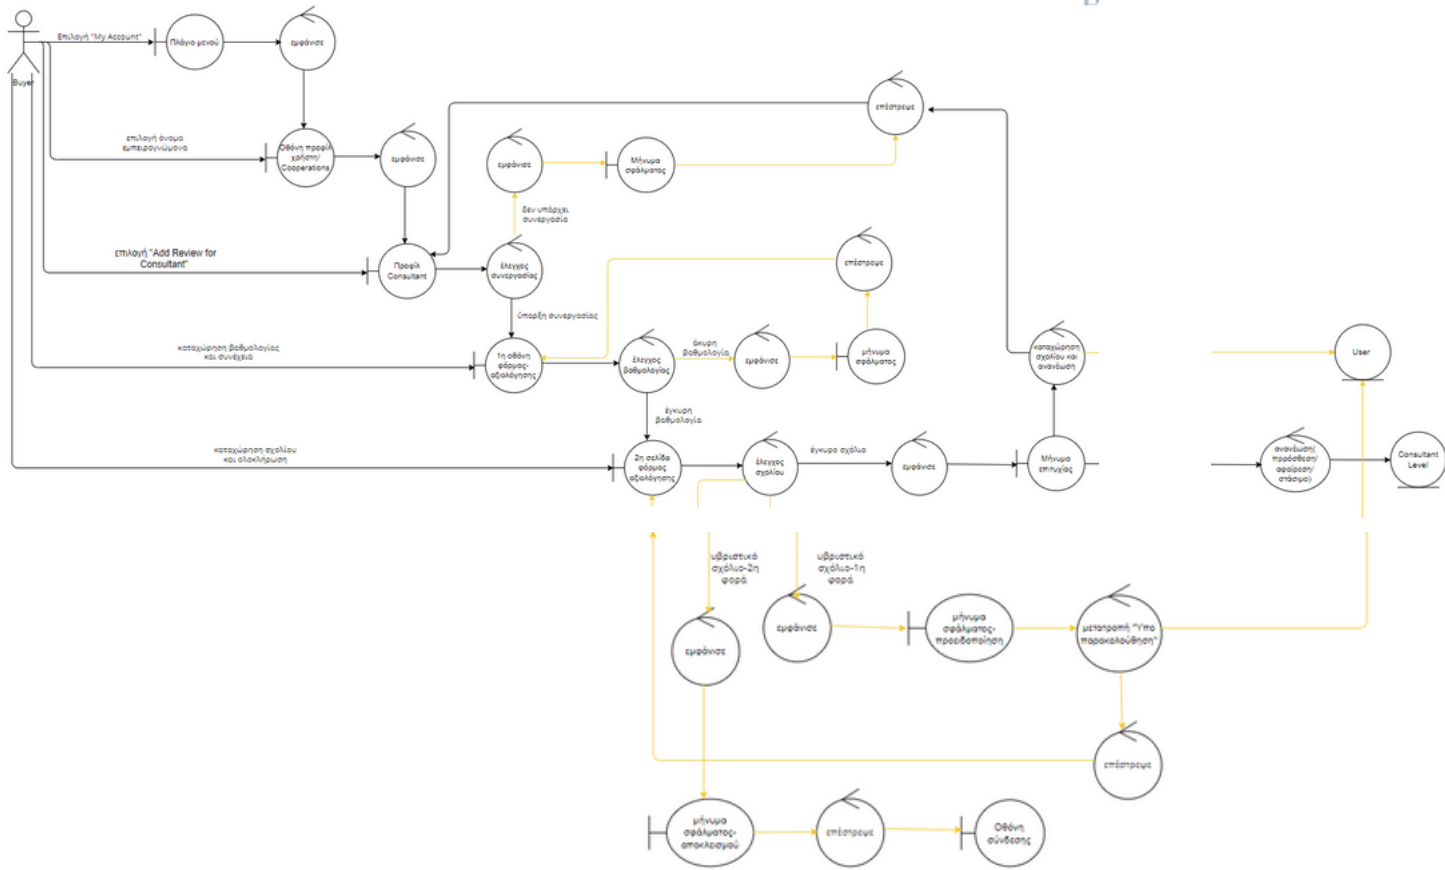 Επιλογή "My Account"
Πλάγιο μενού
εμφάνισε
Buyer
επιλογή όνομα
εμπειρογνώμονα
Οθόνη προφίλ
χρήστη/
Cooperations
εμφάνισε
εμφάνισε
Μήνυμα
σφάλματος
επέστρεψε
δεν υπάρχει
συνεργασία
επιλογή "Add Review for
Consultant"
Προφίλ
Consultant
έλεγχος
συνεργασίας
επέστρεψε
ύπαρξη συνεργασίας
καταχώρηση βαθμολογίας
και συνέχεια
1η οθόνη
φόρμας-
αξιολόγησης
έλεγχος
βαθμολογίας
άκυρη
βαθμολογία
εμφάνισε
μήνυμα
σφάλματος
καταχώρηση
σχολίου και
ανανέωση
User
έγκυρη
βαθμολογία
καταχώρηση σχολίου
και ολοκλήρωση
2η σελίδα
φόρμας
αξιολόγησης
έλεγχος
σχολίου
έγκυρο σχόλιο
εμφάνισε
Μήνυμα
επιτυχίας
ανανέωση(
πρρόσθεση/
αφαίρεση/
στάσιμο)
Consultant
Level
υβριστικό
σχόλιο-2η
φορά
υβριστικό
σχόλιο-1η
φορά
εμφάνισε
εμφάνισε
μήνυμα
σφάλματος-
προειδοποίηση
μετατροπή "Υπο
παρακολούθηση"
επέστρεψε
μήνυμα
σφάλματος-
αποκλεισμού
επέστρεψε
Οθόνη
σύνδεσης